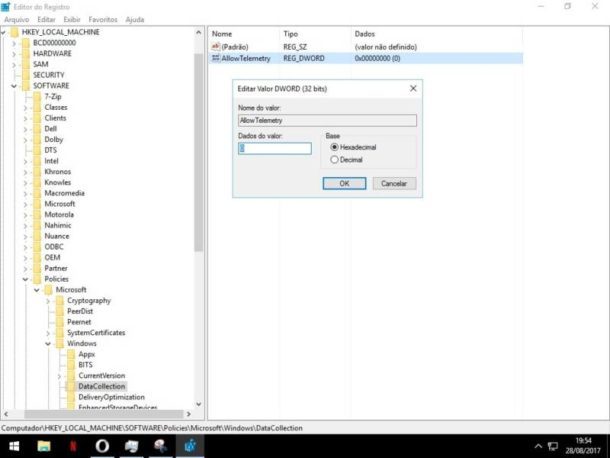 Editor do Registro
Arquivo Editar Exibir Favoritos Ajuda
HKEY_LOCAL_MACHINE
BCD00000000
HARDWARE
SAM
SECURITY
SOFTWARE
7-Zip
Classes
Clients
Dell
Dolby
DTS
Intel
Khronos
Knowles
Macromedia
Microsoft
Motorola
Nahimic
Nuance
ODBC
OEM
Partner
Policies
Microsoft
Cryptography
PeerDist
Peernet
SystemCertificates
Windows
Appx
BITS
CurrentVersion
DataCollection
DeliveryOptimization
EnhancedStorageDevices
Nome Tipo Dados
ab (Padrão) REG_SZ (valor não definido)
AllowTelemetry REG_DWORD 0x00000000 (0)
Editar Valor DWORD (32 bits)
Nome do valor:
AllowTelemetry
Dados do valor:
0
Base
Hexadecimal
Decimal
OK Cancelar
Computador\HKEY_LOCAL_MACHINE\SOFTWARE\Policies\Microsoft\Windows\DataCollection
19:54
28/08/2017